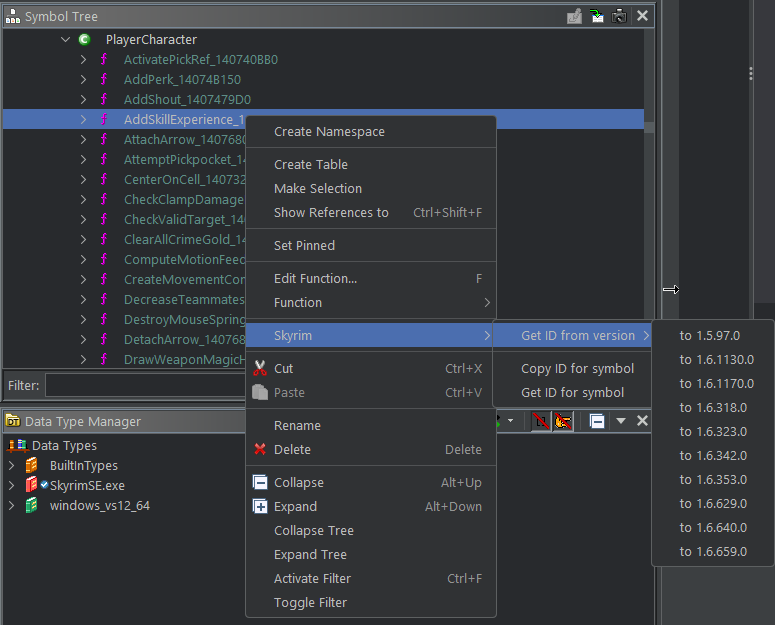 Symbol Tree
PlayerCharacter
ActivatePickRef_140740BB0
AddPerk_14074B150
AddShout_1407479D0
AddSkillExperience_1
AttachArrow_1407680
AttemptPickpocket_14
CenterOnCell_140732
CheckClampDamage
CheckValidTarget_140
ClearAllCrimeGold_14
ComputeMotionFeed
CreateMovementCon
DecreaseTeammates
DestroyMouseSpring
DetachArrow_140768
DrawWeaponMagicH
Filter:
Data Type Manager
Data Types
BuiltInTypes
SkyrimSE.exe
windows_vs12_64
Create Namespace
Create Table
Make Selection
Show References to Ctrl+Shift+F
Set Pinned
Edit Function... F
Function
Skyrim
Cut Ctrl+X
Paste Ctrl+V
Rename
Delete Delete
Collapse Alt+Up
Expand Alt+Down
Collapse Tree
Expand Tree
Activate Filter Ctrl+F
Toggle Filter
Get ID from version
Copy ID for symbol
Get ID for symbol
to 1.5.97.0
to 1.6.1130.0
to 1.6.1170.0
to 1.6.318.0
to 1.6.323.0
to 1.6.342.0
to 1.6.353.0
to 1.6.629.0
to 1.6.640.0
to 1.6.659.0